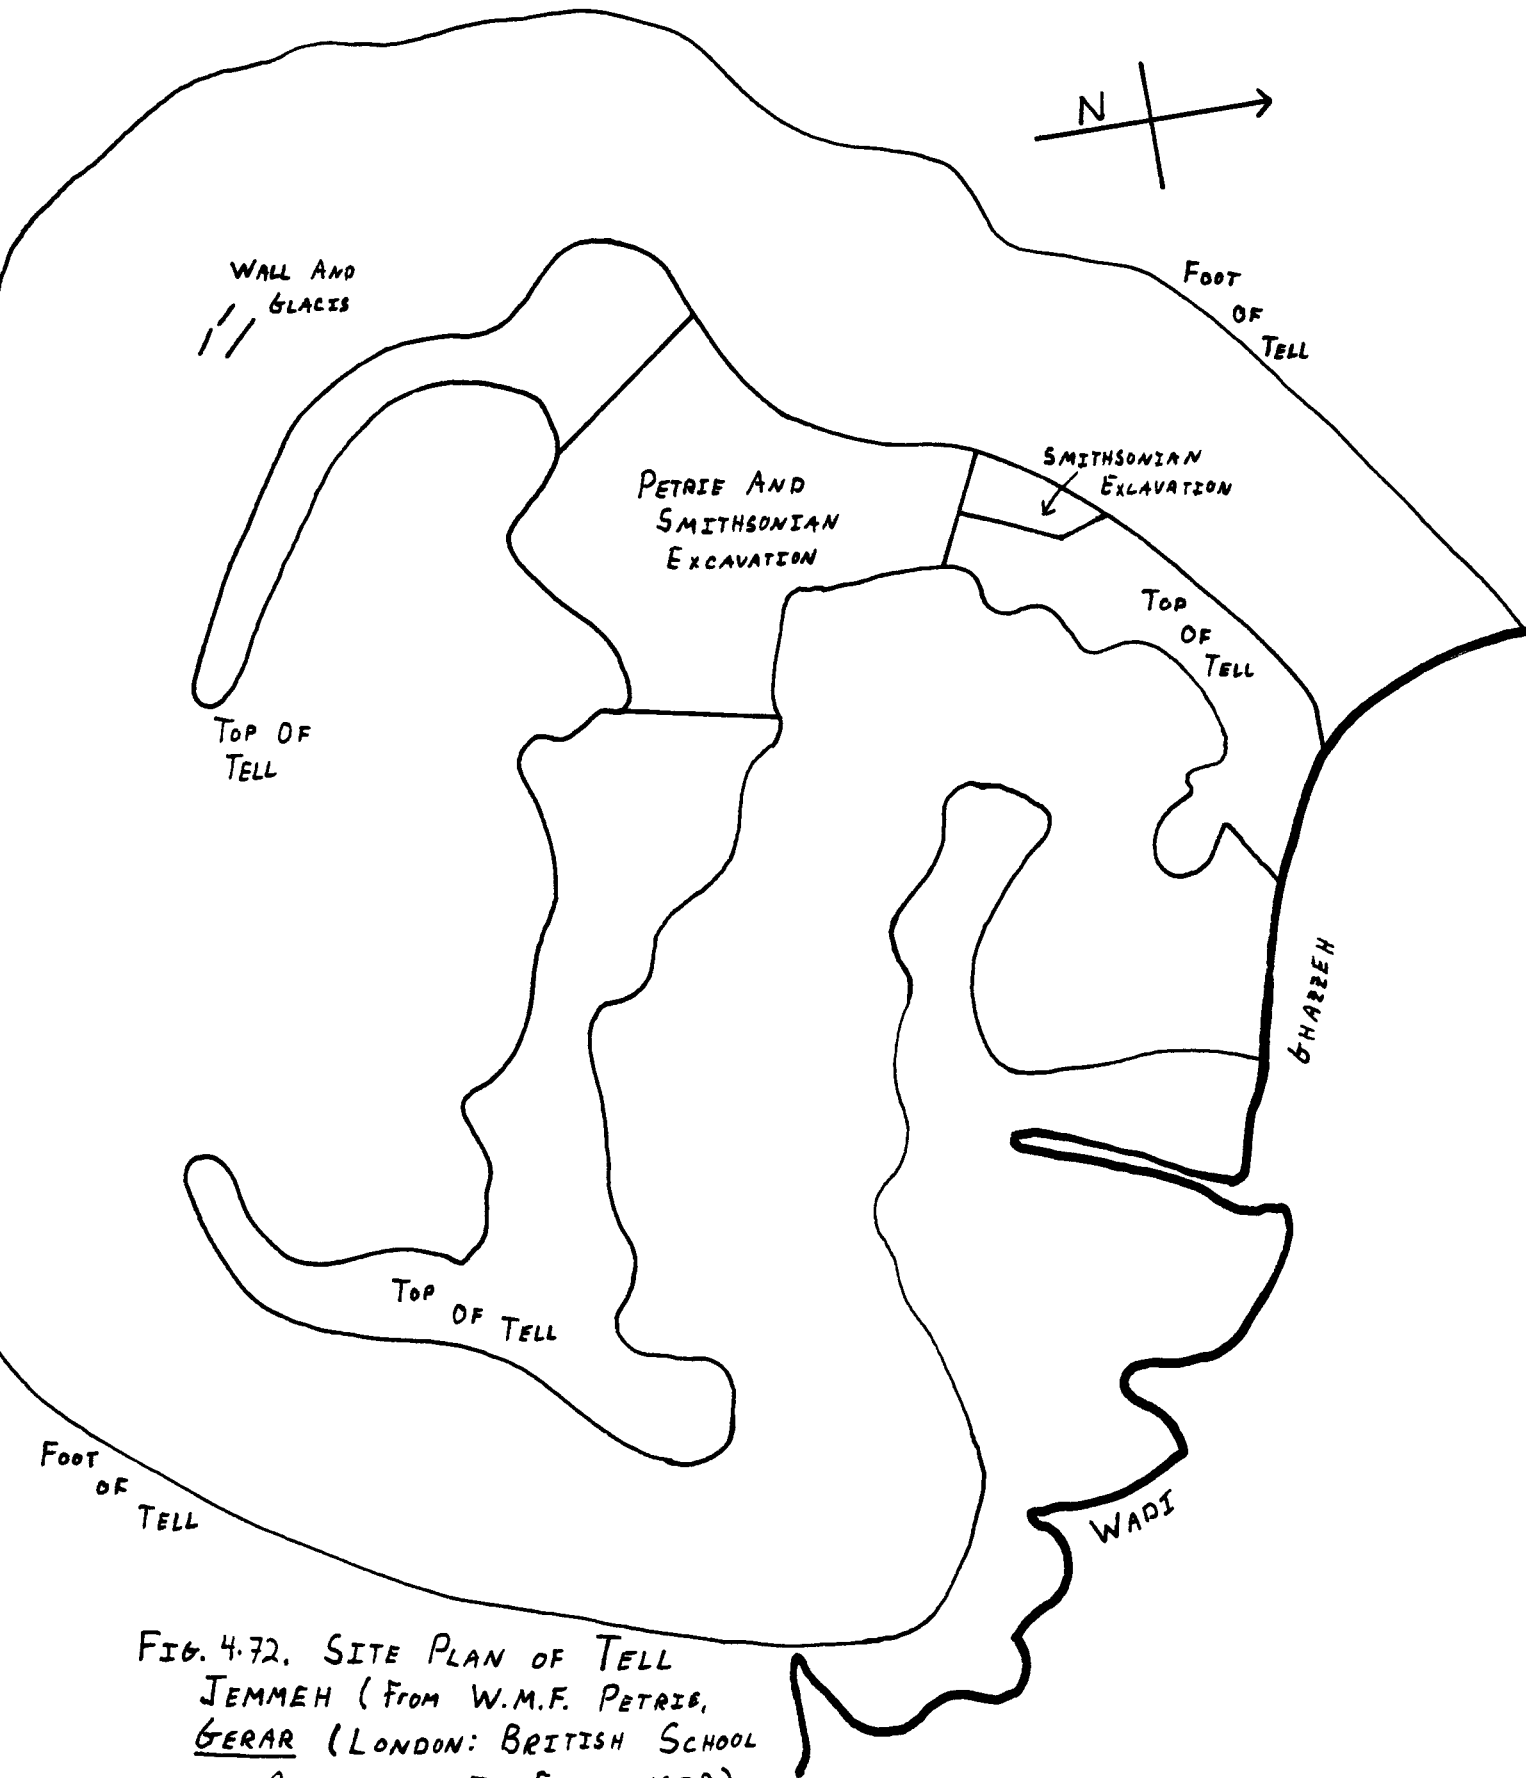 N
WALL AND
GLACIS
FOOT
OF
TELL
SMITHSONIAN
EXLAVATION
PETRIE AND
SMITHSONIAN
EXCAVATION
TOP
OF
TELL
TOP OF
TELL
GHAZZEH
TOP
OF
TELL
FOOT
OF
TELL
WADI
FIG. 4.72. SITE PLAN OF TELL
JEMMEH (FROM W.M.F. PETRIE,
GERAR (LONDON: BRITISH SCHOOL